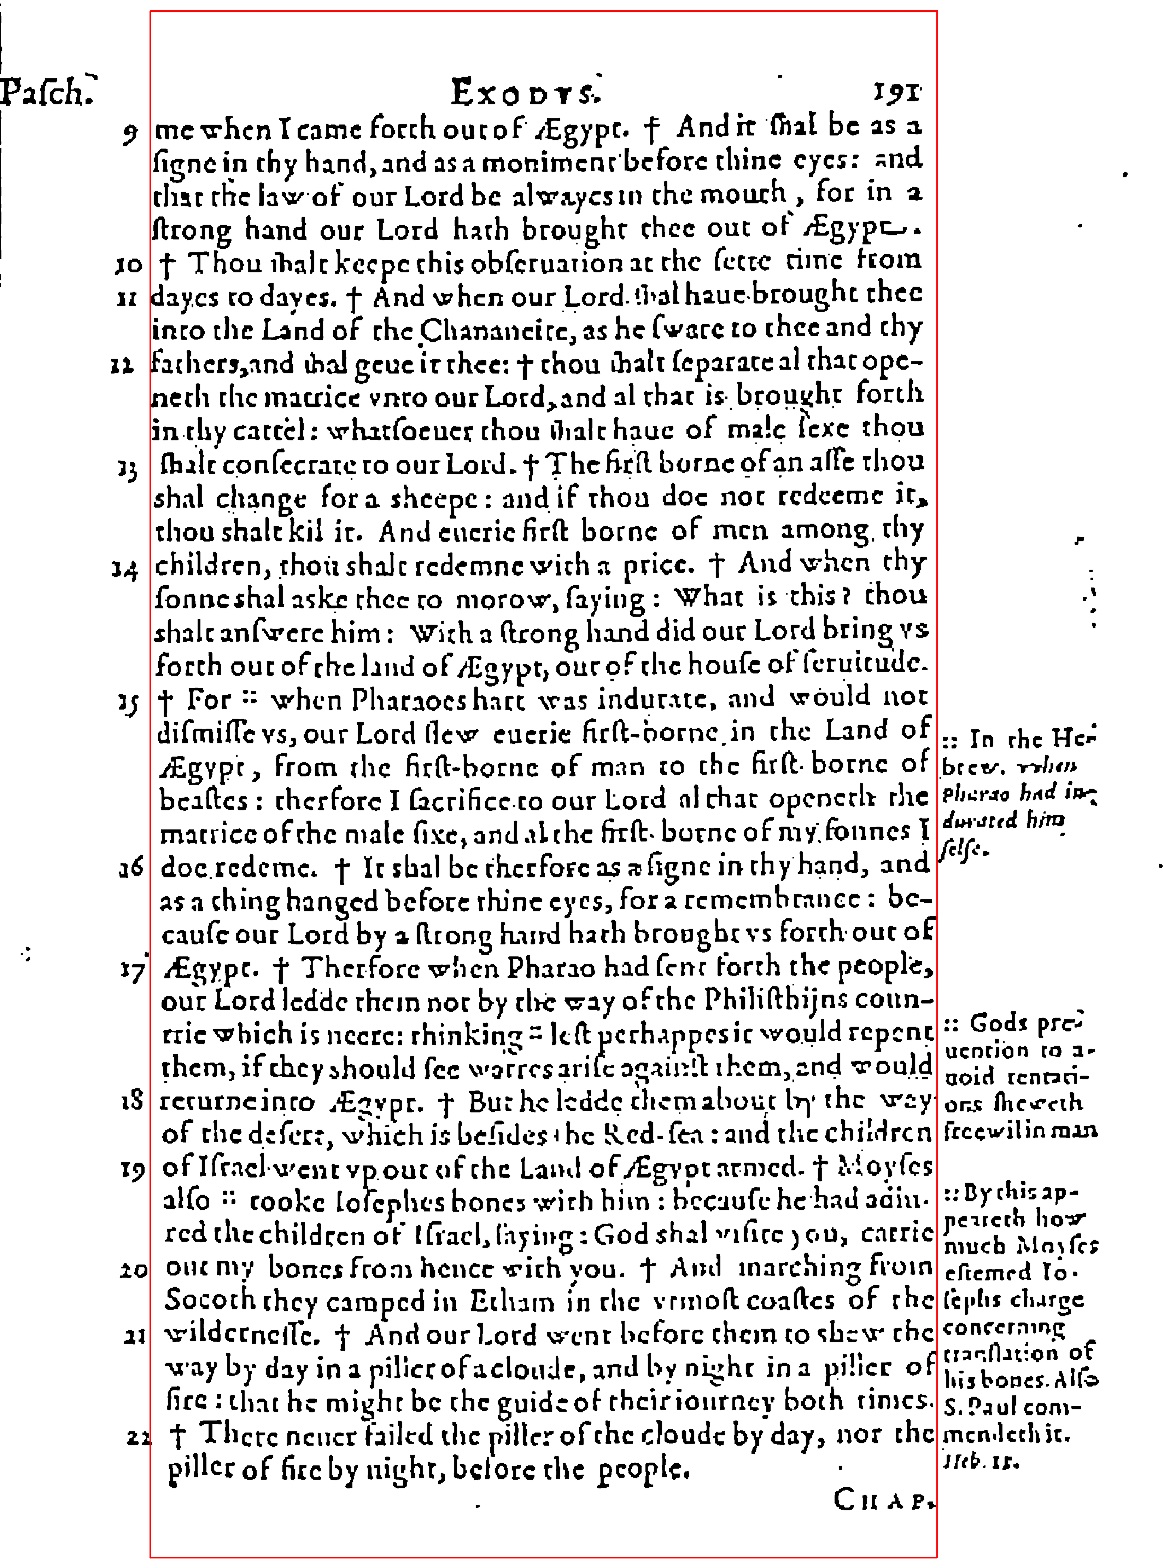 Paſch. EXODVS. 191
9 me when I came forth out of Ægypt. † And it ſhal be as a
ſigne in thy hand, and as a moniment before thine eyes: and
that the law of our Lord be alwayes in the mouth, for in a
ſtrong hand our Lord hath brought thee out of Ægypt.
10 † Thou ſhalt keepe this obſeruation at the ſette time from
11 dayes to dayes. † And when our Lord ſhal haue brought thee
into the Land of the Chananeite, as he ſware to thee and thy
12 fathers, and ſhal geue it thee: † thou ſhalt ſeparate al that ope-
neth the matrice vnto our Lord, and al that is brought forth
in thy cattel: whatſoeuer thou ſhalt haue of male ſexe thou
13 ſhalt conſecrate to our Lord. † The firſt borne of an aſſe thou
shal change for a sheepe: and if thou doe not redeeme it,
thou shalt kil it. And euerie firſt borne of men among thy
14 children, thou shalt redemne with a price. † And when thy
ſonne shal aske thee to morow, ſaying: What is this? thou
shalt anſwere him: With a ſtrong hand did our Lord bring vs
forth out of the land of Ægypt, out of the houſe of ſeruitude.
15 † For :: when Pharaoes hart was indurate, and would not
diſmiſſe vs, our Lord ſlew euerie firſt-borne in the Land of
Ægypt, from the firſt-borne of man to the firſt-borne of
beaſtes: therfore I ſacrifice to our Lord al that openeth the
matrice of the male ſixe, and al the firſt-borne of my ſonnes I
16 doe redeme. † It shal be therfore as a ſigne in thy hand, and
as a thing hanged before thine eyes, for a remembrance: be-
cauſe our Lord by a ſtrong hand hath brought vs forth out of
17 Ægypt. † Therfore when Pharao had ſent forth the people,
our Lord ledde them not by the way of the Philiſthijns coun-
trie which is neere: thinking :: leſt perhappes it would repent
them, if they should ſee warres ariſe againſt them, and would
18 returne into Ægypt. † But he ledde them about by the way
of the deſert, which is beſides the Red-ſea: and the children
19 of Iſrael went vp out of the Land of Ægypt armed. † Moyſes
alſo :: tooke Ioſephes bones with him: becauſe he had adiu-
red the children of Iſrael, ſaying: God shal viſite you, carrie
20 out my bones from hence with you. † And marching from
Socoth they camped in Etham in the vtmoſt coaſtes of the
21 wilderneſſe. † And our Lord went before them to shew the
way by day in a piller of a cloude, and by night in a piller of
fire: that he might be the guide of their iourney both times.
22 † There neuer failed the piller of the cloude by day, nor the
piller of fire by night, before the people.
CHAP.
:: In the He-
brew. when
Pharao had in-
durated him
ſelfe.
:: Gods pre-
uention to a-
uoid tentati-
ons ſheweth
freewil in man
:: By this ap-
peareth how
much Moyſes
eſtemed Io-
ſephs charge
concerning
tranſlation of
his bones. Alſo
S. Paul com-
mendeth it.
Heb. 11.